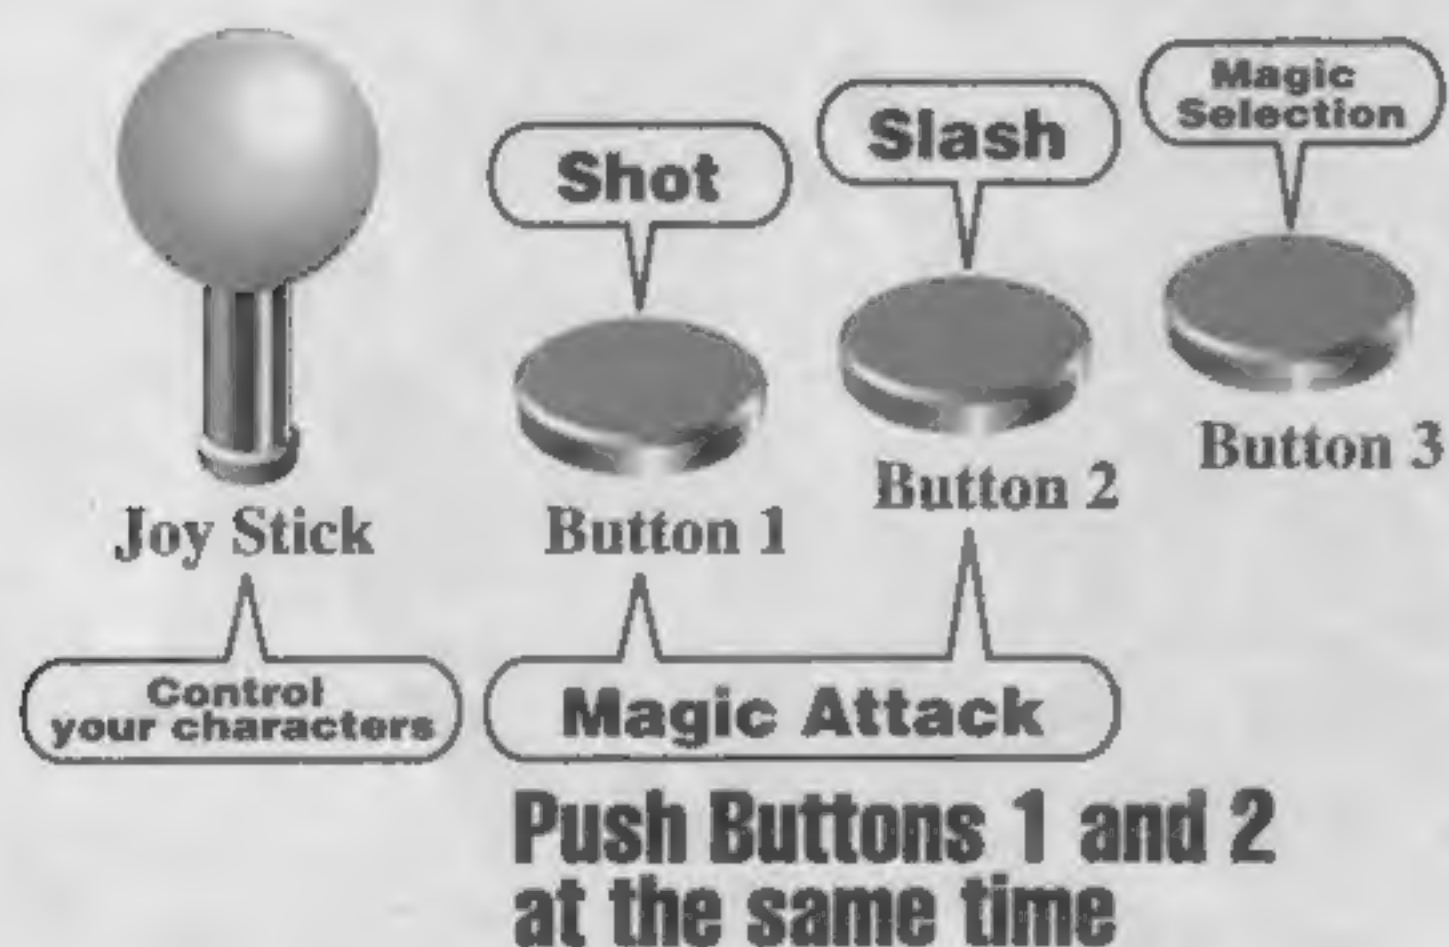 Shot
Slash
Magic
Selection
Joy Stick
Button 1
Button 2
Button 3
Control
your characters
Magic Attack
Push Buttons 1 and 2
at the same time